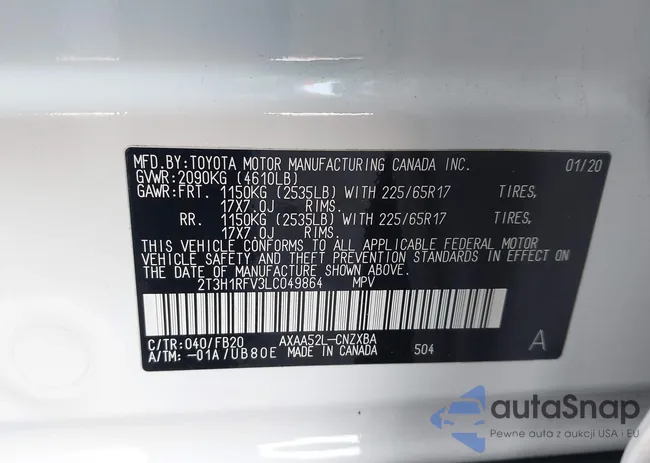 MFD.BY:TOYOTA MOTOR MANUFACTURING CANADA INC. 01/20
GVWR:2090KG (4610LB)
GAWR:FRT. 1150KG (2535LB) WITH 225/65R17 TIRES,
17X7.0J RIMS.
RR. 1150KG (2535LB) WITH 225/65R17 TIRES,
17X7.0J RIMS.
THIS VEHICLE CONFORMS TO ALL APPLICABLE FEDERAL MOTOR
VEHICLE SAFETY AND THEFT PREVENTION STANDARDS IN EFFECT ON
THE DATE OF MANUFACTURE SHOWN ABOVE.
2T3H1RFV3LC049864 MPV
C/TR:040/FB20 AXAA52L-CNZXBA A
A/TM:-01A/UB80E MADE IN CANADA 504
autaSnap
Pewne auta z aukcji USA i EU